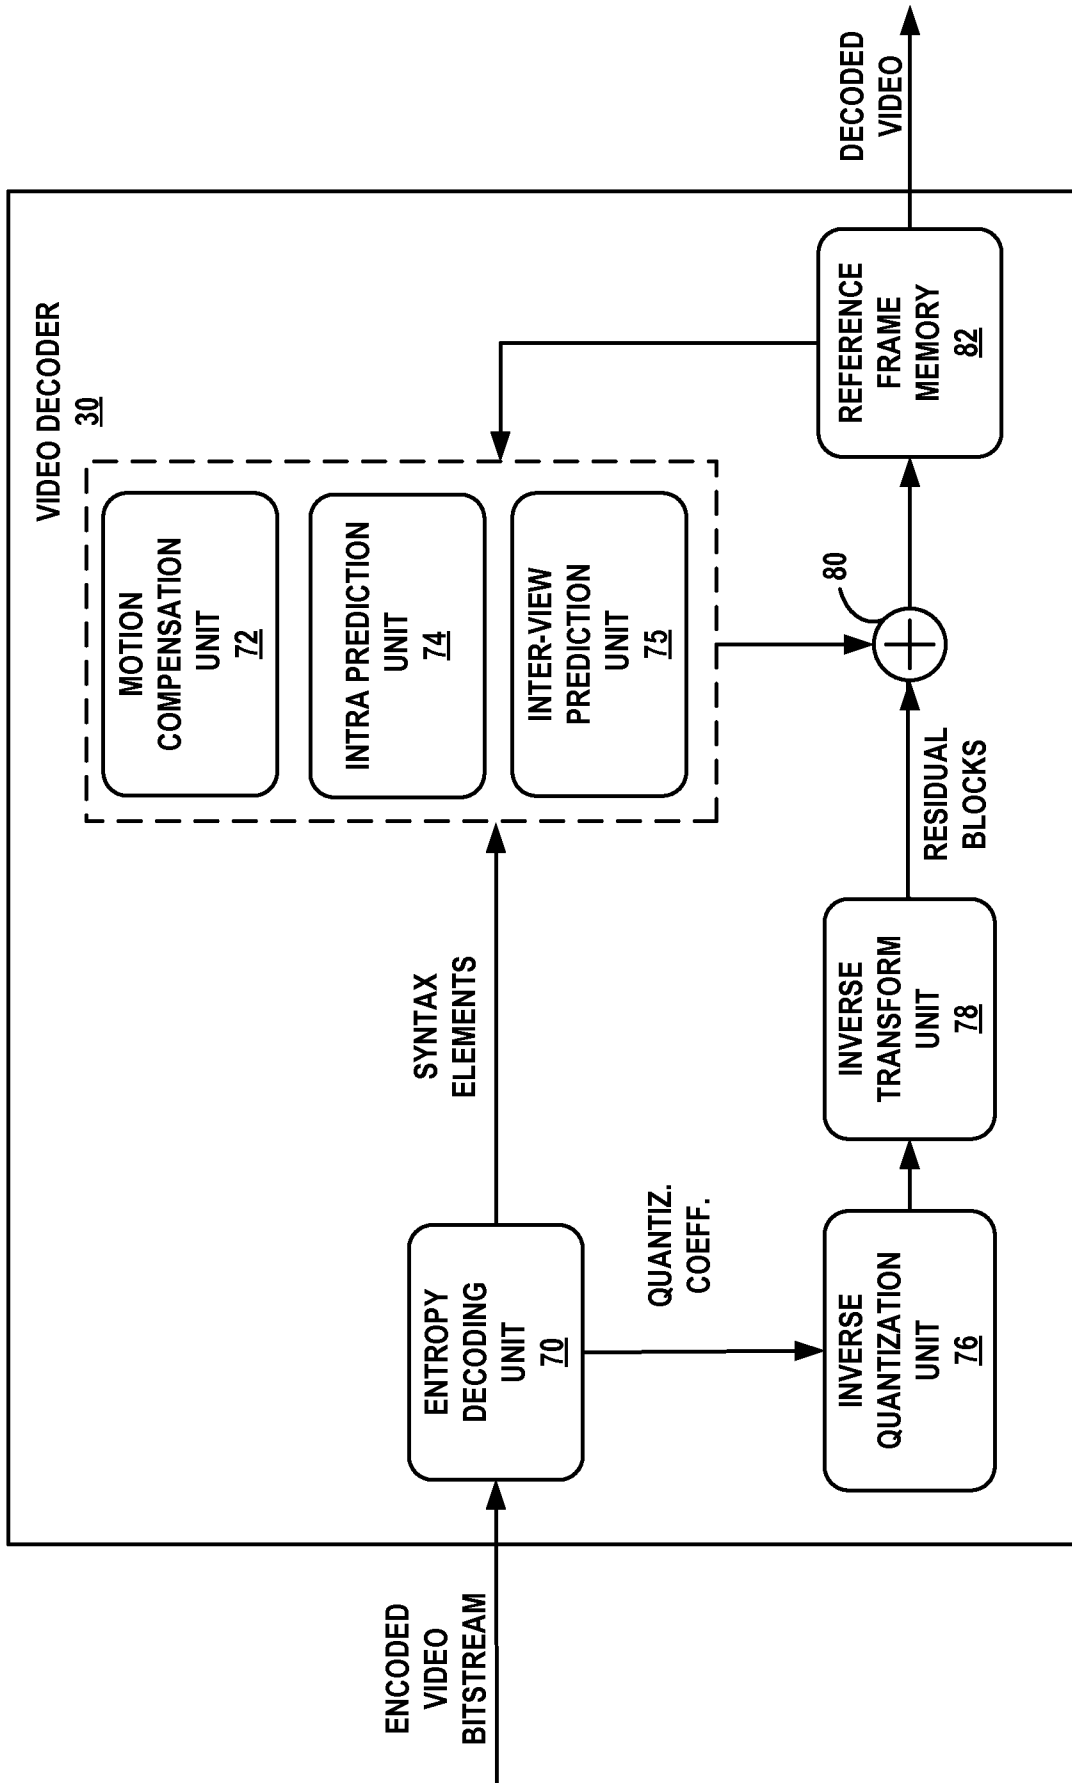 VIDEO DECODER
30
MOTION
COMPENSATION
UNIT
72
INTRA PREDICTION
UNIT
74
INTER-VIEW
PREDICTION
UNIT
75
ENCODED
VIDEO
BITSTREAM
ENTROPY
DECODING
UNIT
70
SYNTAX
ELEMENTS
QUANTIZ.
COEFF.
INVERSE
QUANTIZATION
UNIT
76
INVERSE
TRANSFORM
UNIT
78
RESIDUAL
BLOCKS
80
REFERENCE
FRAME
MEMORY
82
DECODED
VIDEO